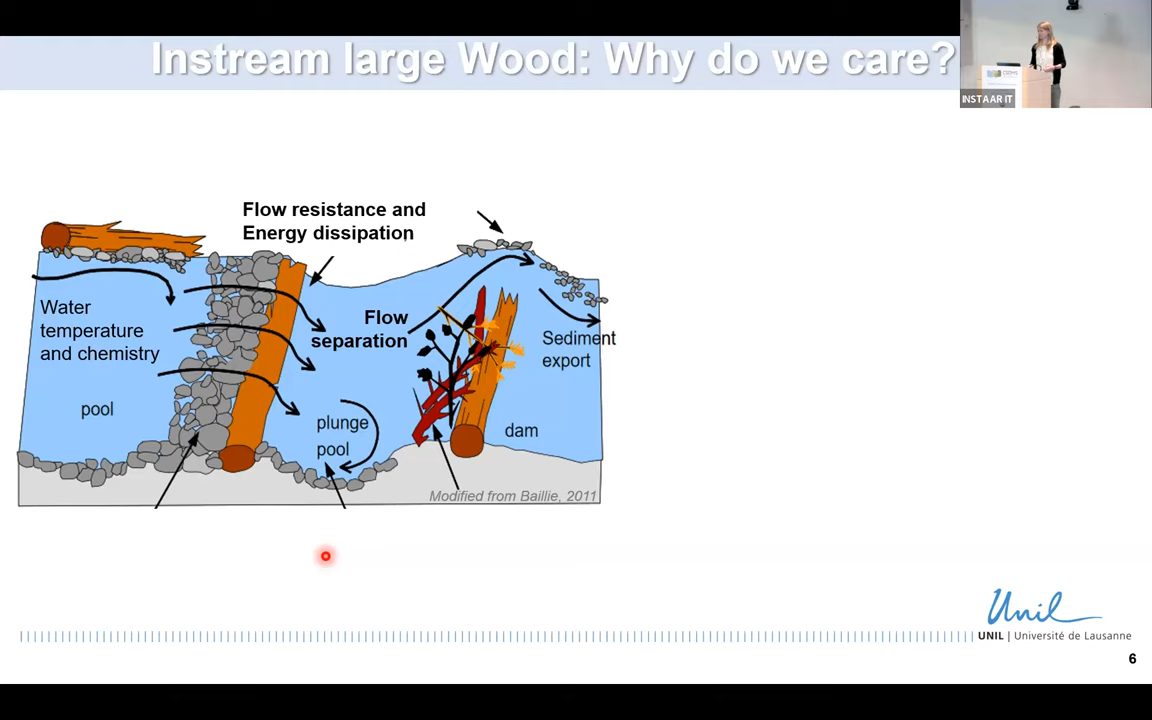 Instream large Wood: Why do we care?
INSTAAR IT
Flow resistance and
Energy dissipation
Water
temperature
and chemistry
Flow
separation
Sediment
export
pool
plunge
pool
dam
Modified from Baillie, 2011
Unil
UNIL | Université de Lausanne
6